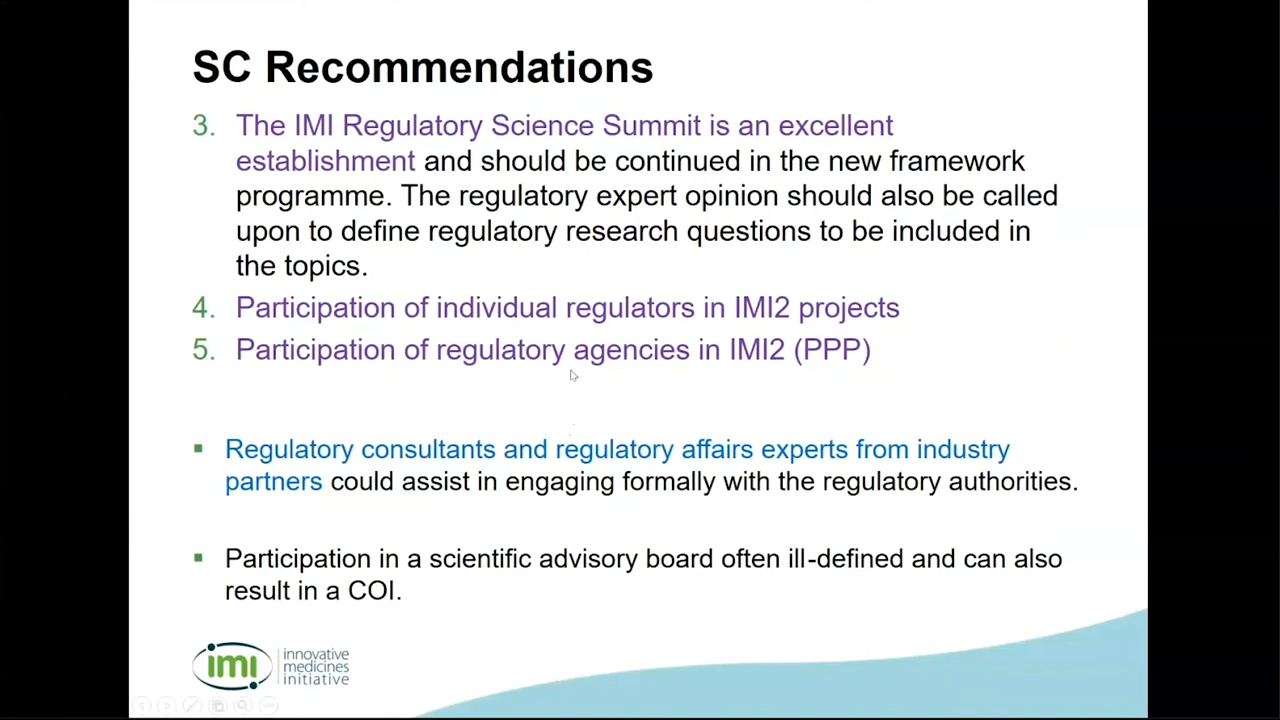 SC Recommendations
3. The IMI Regulatory Science Summit is an excellent
establishment and should be continued in the new framework
programme. The regulatory expert opinion should also be called
upon to define regulatory research questions to be included in
the topics.
4. Participation of individual regulators in IMI2 projects
5. Participation of regulatory agencies in IMI2 (PPP)
▪ Regulatory consultants and regulatory affairs experts from industry
partners could assist in engaging formally with the regulatory authorities.
▪ Participation in a scientific advisory board often ill-defined and can also
result in a COI.
imi
innovative
medicines
initiative